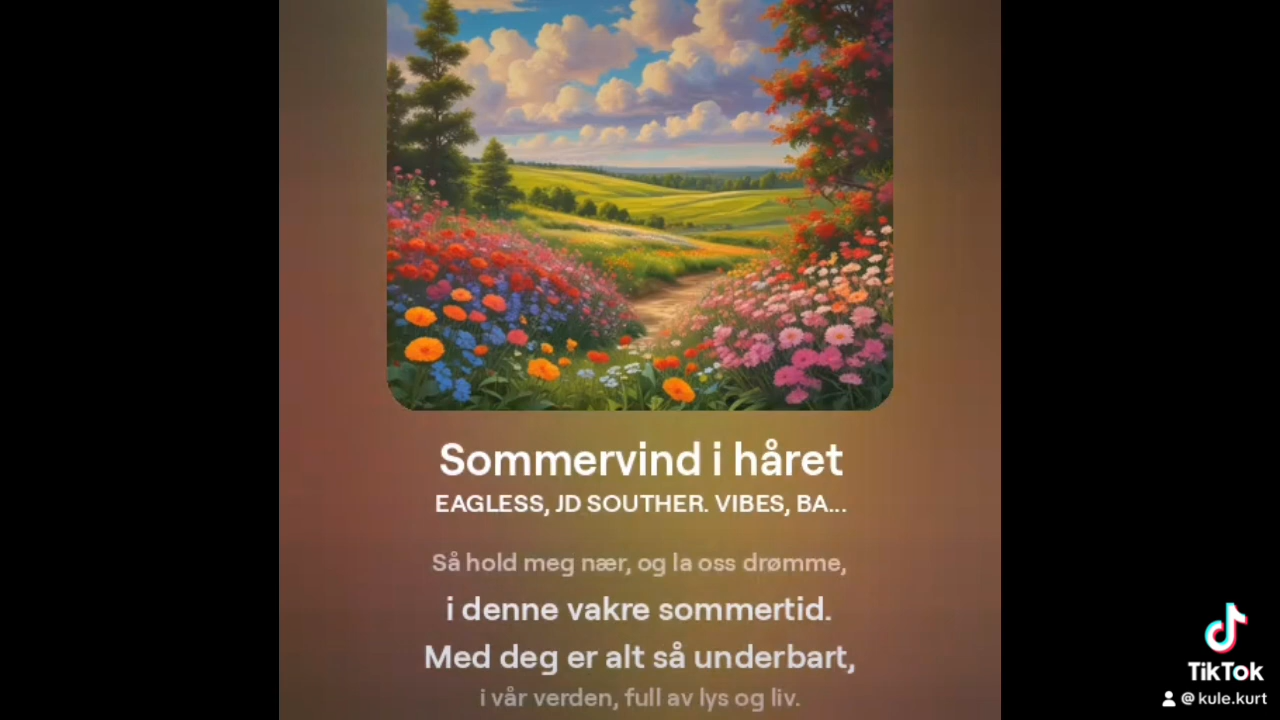 Sommervind i håret
EAGLESS, JD SOUTHER. VIBES, BA...
Så hold meg nær, og la oss drømme,
i denne vakre sommertid.
Med deg er alt så underbart,
i vår verden, full av lys og liv.
TikTok
@kule.kurt